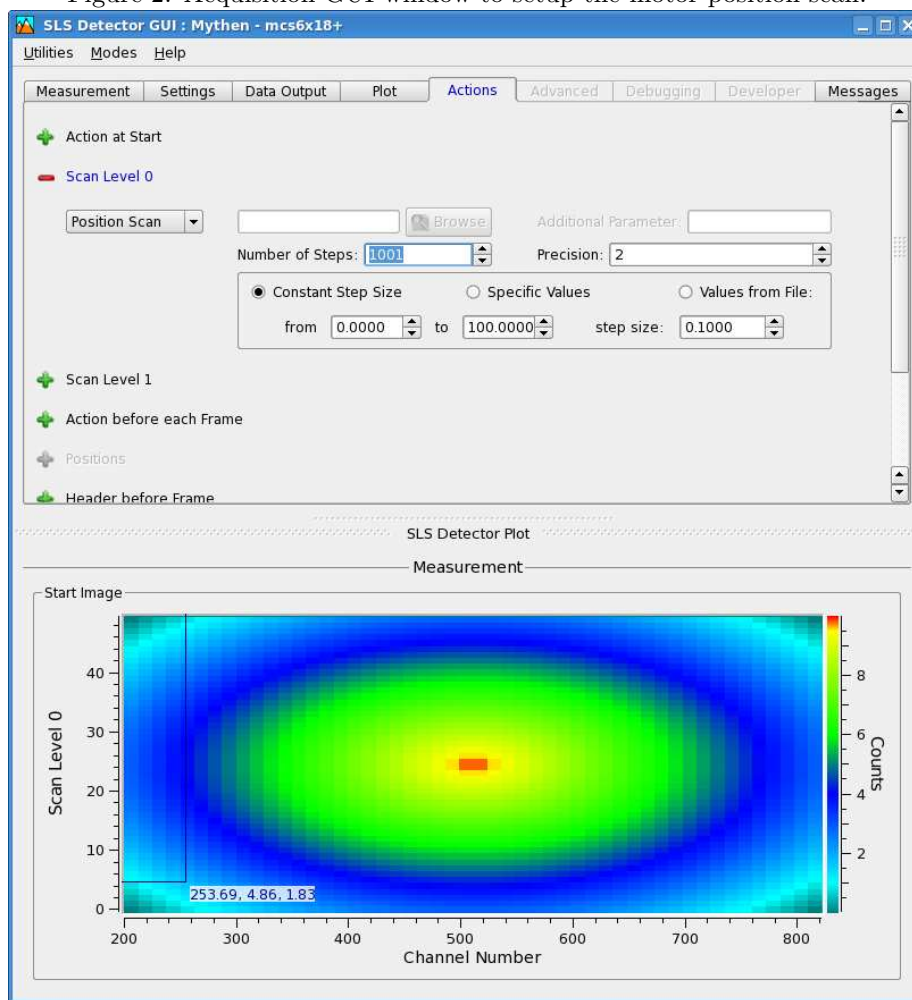 Figure 2: Acquisition GUI window to setup the motor position scan.
SLS Detector GUI : Mythen - mcs6x18+
Utilities Modes Help
Measurement Settings Data Output Plot Actions Advanced Debugging Developer Messages
Action at Start
Scan Level 0
Position Scan Browse Additional Parameter:
Number of Steps: 1001 Precision: 2
Constant Step Size Specific Values Values from File:
from 0.0000 to 100.0000 step size: 0.1000
Scan Level 1
Action before each Frame
Positions
Header before Frame
SLS Detector Plot
Measurement
Start Image
40
30
20
10
0
Scan Level 0
253.69, 4.86, 1.83
8
6
4
2
Counts
200 300 400 500 600 700 800
Channel Number